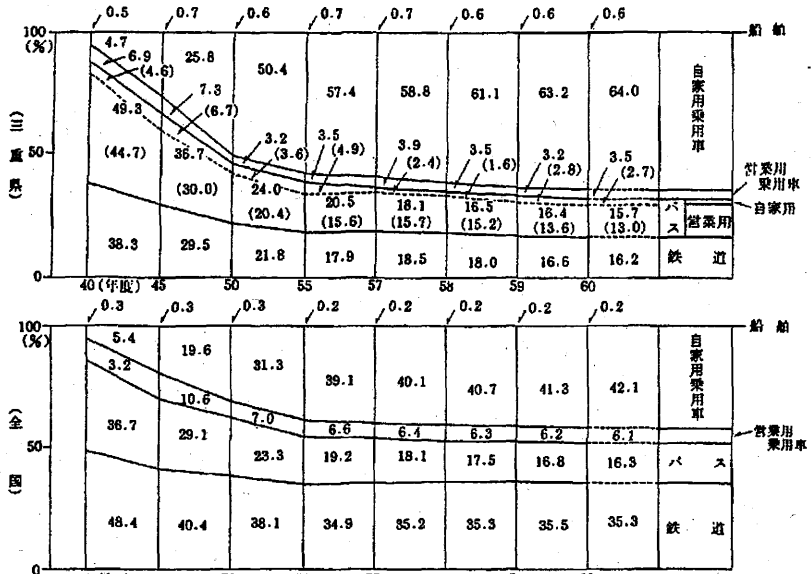 0.5 0.7 0.6 0.7 0.7 0.6 0.6 0.6
100 船舶
(%)
4.7 25.8 50.4 57.4 58.8 61.1 63.2 64.0 自家用乗用車
6.9 7.3 3.2 3.5 3.9 3.5 3.2 3.5 営業用乗用車
(4.6) (6.7) (3.6) (4.9) (2.4) (1.6) (2.8) (2.7) 自家用
(三重県)
50
49.3 36.7 24.0 20.5 18.1 16.5 16.4 15.7 バス
(44.7) (30.0) (20.4) (15.6) (15.7) (15.2) (13.6) (13.0) 営業用
38.3 29.5 21.8 17.9 18.5 18.0 16.6 16.2 鉄道
0
40(年度) 45 50 55 57 58 59 60
0.3 0.3 0.3 0.2 0.2 0.2 0.2 0.2
100 船舶
(%)
5.4 19.6 31.3 39.1 40.1 40.7 41.3 42.1 自家用乗用車
3.2 10.6 7.0 6.6 6.4 6.3 6.2 6.1 営業用乗用車
(全国)
50
36.7 29.1 23.3 19.2 18.1 17.5 16.8 16.3 バス
48.4 40.4 38.1 34.9 35.2 35.3 35.5 35.3 鉄道
0